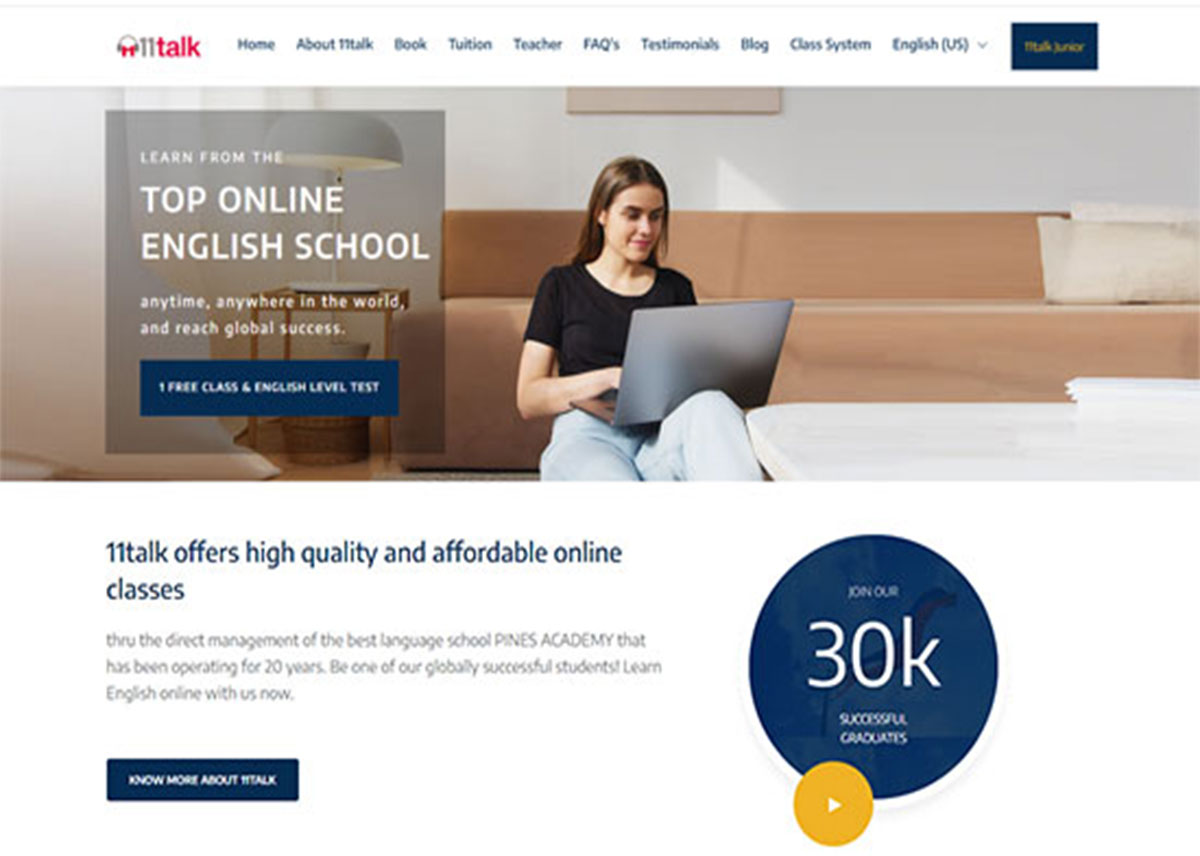 11talk
Home About 11talk Book Tuition Teacher FAQ's Testimonials Blog Class System English (US) 11talk Junior
LEARN FROM THE
TOP ONLINE
ENGLISH SCHOOL
anytime, anywhere in the world,
and reach global success.
1 FREE CLASS & ENGLISH LEVEL TEST
11talk offers high quality and affordable online
classes
thru the direct management of the best language school PINES ACADEMY that
has been operating for 20 years. Be one of our globally successful students! Learn
English online with us now.
KNOW MORE ABOUT 11TALK
JOIN OUR
30k
SUCCESSFUL
GRADUATES